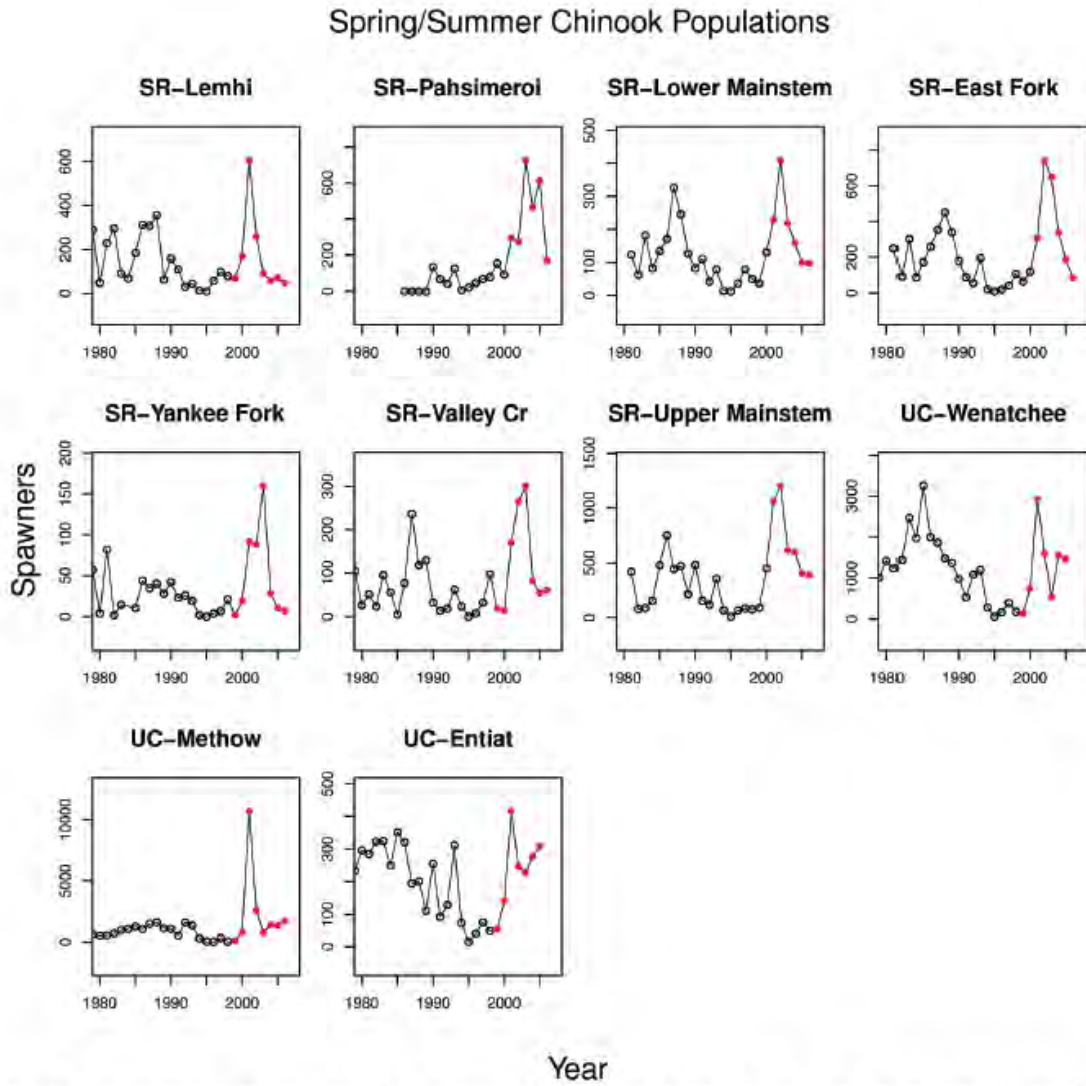 Spring/Summer Chinook Populations
SR-Lemhi SR-Pahsimeroi SR-Lower Mainstem SR-East Fork
0 200 400 600
0 200 600
0 100 300 500
0 200 600
1980 1990 2000 1980 1990 2000 1980 1990 2000 1980 1990 2000
SR-Yankee Fork SR-Valley Cr SR-Upper Mainstem UC-Wenatchee
0 50 100 150 200
0 100 200 300
0 500 1000 1500
0 1000 3000
1980 1990 2000 1980 1990 2000 1980 1990 2000 1980 1990 2000
Spawners
UC-Methow UC-Entiat
0 5000 10000
0 100 300 500
1980 1990 2000 1980 1990 2000
Year